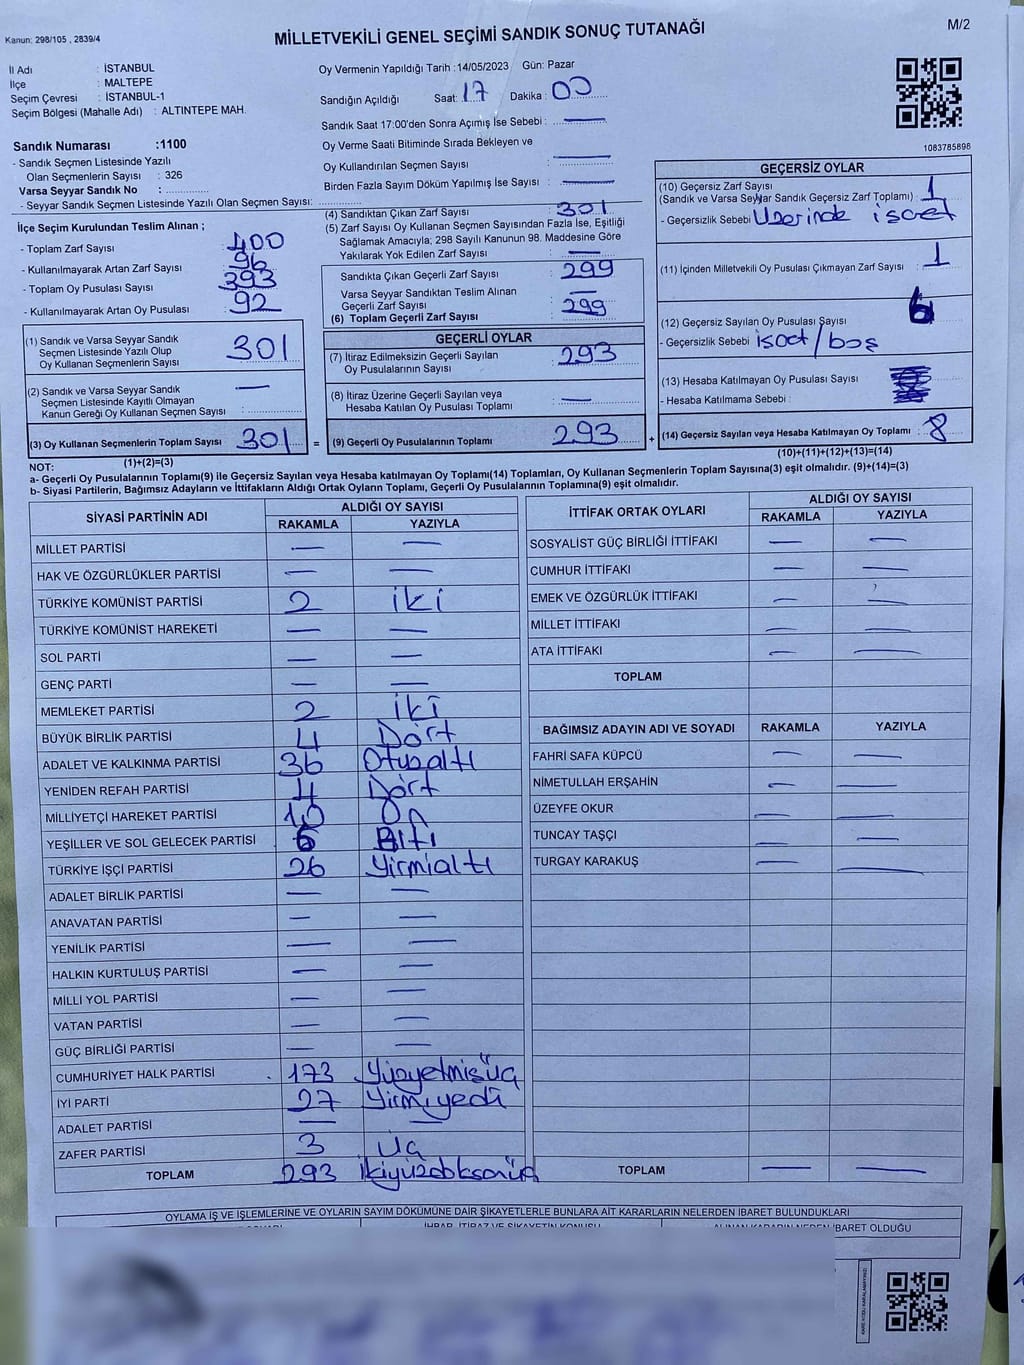 Kanun: 298/105 , 2839/4
MİLLETVEKİLİ GENEL SEÇİMİ SANDIK SONUÇ TUTANAĞI
M/2
İl Adı : İSTANBUL
İlçe : MALTEPE
Seçim Çevresi : İSTANBUL-1
Seçim Bölgesi (Mahalle Adı) : ALTINTEPE MAH.
Sandık Numarası :1100
- Sandık Seçmen Listesinde Yazılı
Olan Seçmenlerin Sayısı : 326
Varsa Seyyar Sandık No :
- Seyyar Sandık Seçmen Listesinde Yazılı Olan Seçmen Sayısı:
Oy Vermenin Yapıldığı Tarih :14/05/2023 Gün: Pazar
Sandığın Açıldığı Saat: 17 Dakika : 00
Sandık Saat 17:00'den Sonra Açımış İse Sebebi : —
Oy Verme Saati Bitiminde Sırada Bekleyen ve
Oy Kullandırılan Seçmen Sayısı : —
Birden Fazla Sayım Döküm Yapılmış İse Sayısı : —
1083785898
İlçe Seçim Kurulundan Teslim Alınan ;
- Toplam Zarf Sayısı : 400
- Kullanılmayarak Artan Zarf Sayısı : 96
- Toplam Oy Pusulası Sayısı : 393
- Kullanılmayarak Artan Oy Pusulası : 92
(1) Sandık ve Varsa Seyyar Sandık
Seçmen Listesinde Yazılı Olup
Oy Kullanan Seçmenlerin Sayısı : 301
(2) Sandık ve Varsa Seyyar Sandık
Seçmen Listesinde Kayıtlı Olmayan
Kanun Gereği Oy Kullanan Seçmen Sayısı : —
(3) Oy Kullanan Seçmenlerin Toplam Sayısı : 301 =
(1)+(2)=(3)
(4) Sandıktan Çıkan Zarf Sayısı : 301
(5) Zarf Sayısı Oy Kullanan Seçmen Sayısından Fazla İse, Eşitliği
Sağlamak Amacıyla; 298 Sayılı Kanunun 98. Maddesine Göre
Yakılarak Yok Edilen Zarf Sayısı : —
Sandıkta Çıkan Geçerli Zarf Sayısı : 299
Varsa Seyyar Sandıktan Teslim Alınan
Geçerli Zarf Sayısı : —
(6) Toplam Geçerli Zarf Sayısı : 299
GEÇERLİ OYLAR
(7) İtiraz Edilmeksizin Geçerli Sayılan
Oy Pusulalarının Sayısı : 293
(8) İtiraz Üzerine Geçerli Sayılan veya
Hesaba Katılan Oy Pusulası Toplamı : —
(9) Geçerli Oy Pusulalarının Toplamı : 293 +
GEÇERSİZ OYLAR
(10) Geçersiz Zarf Sayısı : 1
(Sandık ve Varsa Seyyar Sandık Geçersiz Zarf Toplamı)
- Geçersizlik Sebebi : Üzerinde işaret
(11) İçinden Milletvekili Oy Pusulası Çıkmayan Zarf Sayısı : 1
(12) Geçersiz Sayılan Oy Pusulası Sayısı : 6
- Geçersizlik Sebebi : / boş
(13) Hesaba Katılmayan Oy Pusulası Sayısı :
- Hesaba Katılmama Sebebi :
(14) Geçersiz Sayılan veya Hesaba Katılmayan Oy Toplamı : 8
(10)+(11)+(12)+(13)=(14)
NOT:
a- Geçerli Oy Pusulalarının Toplamı(9) ile Geçersiz Sayılan veya Hesaba katılmayan Oy Toplamı(14) Toplamları, Oy Kullanan Seçmenlerin Toplam Sayısına(3) eşit olmalıdır. (9)+(14)=(3)
b- Siyasi Partilerin, Bağımsız Adayların ve İttifakların Aldığı Ortak Oyların Toplamı, Geçerli Oy Pusulalarının Toplamına(9) eşit olmalıdır.
SİYASİ PARTİNİN ADI ALDIĞI OY SAYISI
RAKAMLA YAZIYLA
MİLLET PARTİSİ — —
HAK VE ÖZGÜRLÜKLER PARTİSİ — —
TÜRKİYE KOMÜNİST PARTİSİ 2 iki
TÜRKİYE KOMÜNİST HAREKETİ — —
SOL PARTİ — —
GENÇ PARTİ — —
MEMLEKET PARTİSİ 2 iki
BÜYÜK BİRLİK PARTİSİ 4 Dört
ADALET VE KALKINMA PARTİSİ 36 Otuzaltı
YENİDEN REFAH PARTİSİ 4 Dört
MİLLİYETÇİ HAREKET PARTİSİ 10 On
YEŞİLLER VE SOL GELECEK PARTİSİ 6 Altı
TÜRKİYE İŞÇİ PARTİSİ 26 Yirmialtı
ADALET BİRLİK PARTİSİ — —
ANAVATAN PARTİSİ — —
YENİLİK PARTİSİ — —
HALKIN KURTULUŞ PARTİSİ — —
MİLLİ YOL PARTİSİ — —
VATAN PARTİSİ — —
GÜÇ BİRLİĞİ PARTİSİ — —
CUMHURİYET HALK PARTİSİ 173 Yüzyetmişüç
İYİ PARTİ 27 Yirmiyedi
ADALET PARTİSİ — —
ZAFER PARTİSİ 3 Üç
TOPLAM 293 ikiyüzdoksanüç
İTTİFAK ORTAK OYLARI ALDIĞI OY SAYISI
RAKAMLA YAZIYLA
SOSYALİST GÜÇ BİRLİĞİ İTTİFAKI — —
CUMHUR İTTİFAKI — —
EMEK VE ÖZGÜRLÜK İTTİFAKI — —
MİLLET İTTİFAKI — —
ATA İTTİFAKI — —
TOPLAM
BAĞIMSIZ ADAYIN ADI VE SOYADI RAKAMLA YAZIYLA
FAHRİ SAFA KÜPCÜ — —
NİMETULLAH ERŞAHİN — —
ÜZEYFE OKUR — —
TUNCAY TAŞÇI — —
TURGAY KARAKUŞ — —
TOPLAM — —
OYLAMA İŞ VE İŞLEMLERİNE VE OYLARIN SAYIM DÖKÜMÜNE DAİR ŞİKAYETLERLE BUNLARA AİT KARARLARIN NELERDEN İBARET BULUNDUKLARI
İHBAR, İTİRAZ VE ŞİKAYETİN KONUSU ALINAN KARARIN NEDEN İBARET OLDUĞU
KARE KODU KARALAMAYINIZ!